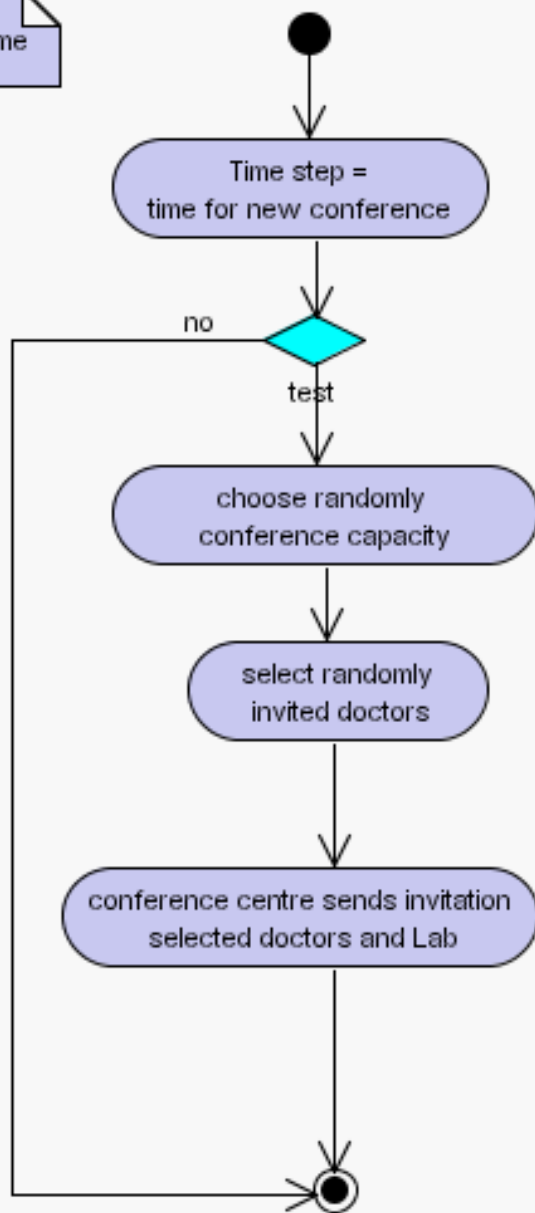 Time step =
time for new conference
no
test
choose randomly
conference capacity
select randomly
invited doctors
conference centre sends invitation
selected doctors and Lab